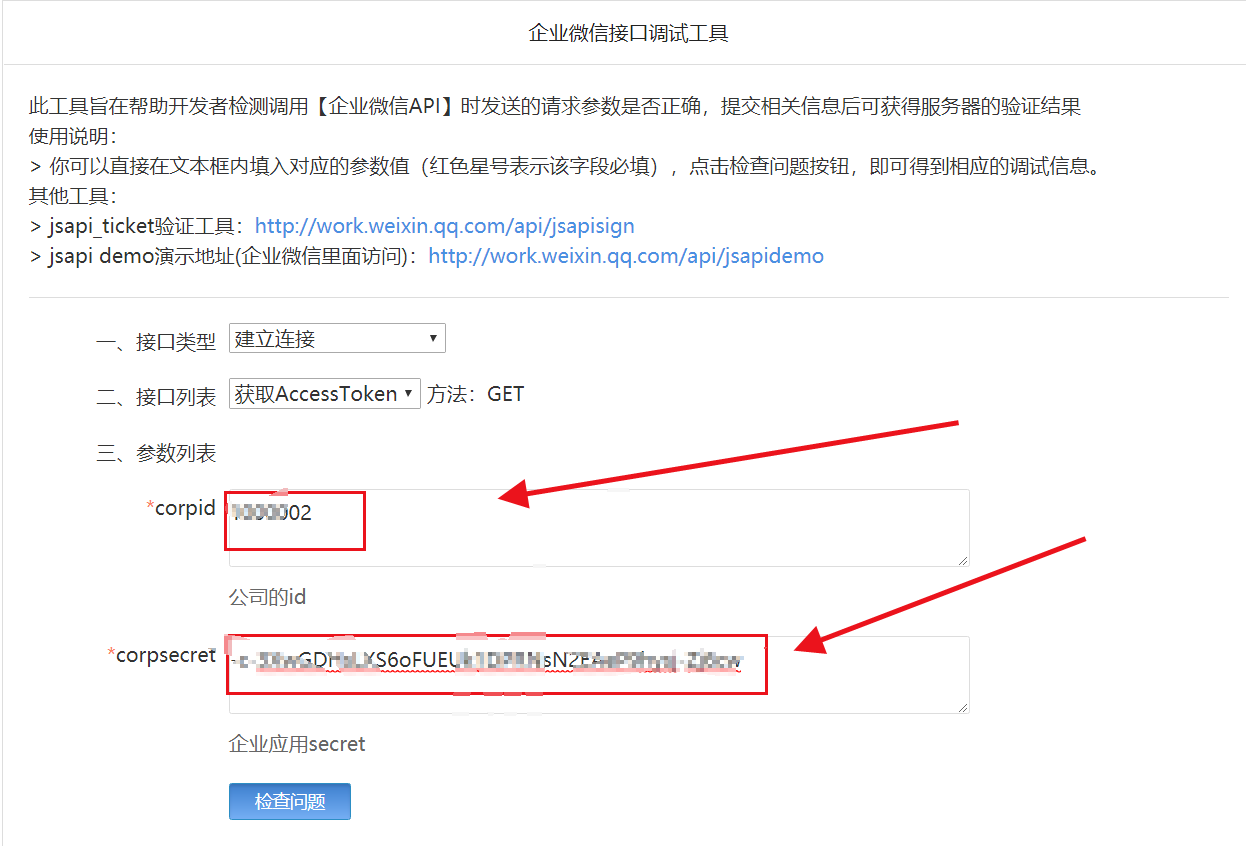 企业微信接口调试工具
此工具旨在帮助开发者检测调用【企业微信API】时发送的请求参数是否正确，提交相关信息后可获得服务器的验证结果
使用说明：
> 你可以直接在文本框内填入对应的参数值（红色星号表示该字段必填），点击检查问题按钮，即可得到相应的调试信息。
其他工具：
> jsapi_ticket验证工具：http://work.weixin.qq.com/api/jsapisign
> jsapi demo演示地址(企业微信里面访问)：http://work.weixin.qq.com/api/jsapidemo
一、接口类型 建立连接
二、接口列表 获取AccessToken 方法：GET
三、参数列表
*corpid
公司的id
*corpsecret
企业应用secret
检查问题